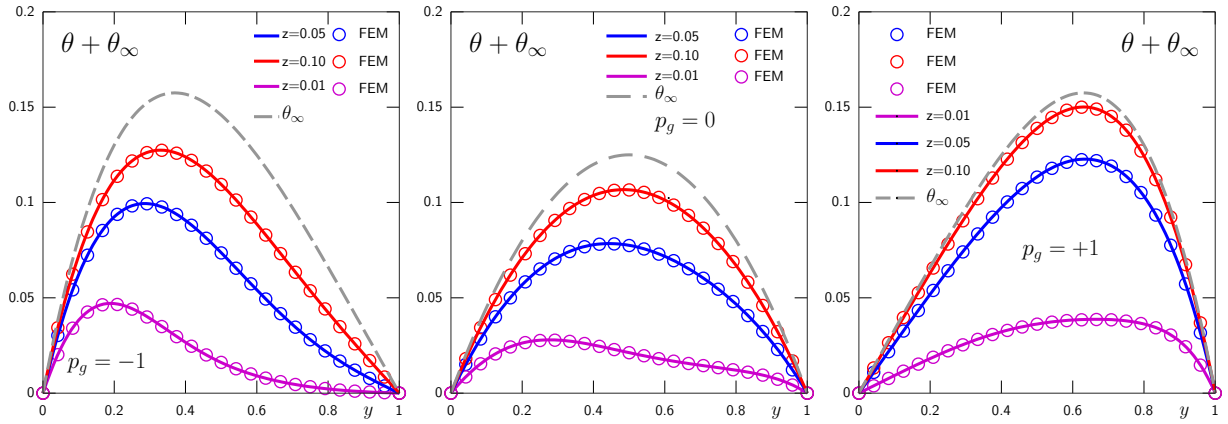 0.2
0.15
0.1
0.05
0
0 0.2 0.4 0.6 0.8 y 1
θ + θ∞
z=0.05 FEM
z=0.10 FEM
z=0.01 FEM
θ∞
p_g = −1
0.2
0.15
0.1
0.05
0
0 0.2 0.4 0.6 0.8 y 1
θ + θ∞
z=0.05 FEM
z=0.10 FEM
z=0.01 FEM
θ∞
p_g = 0
0.2
0.15
0.1
0.05
0
0 0.2 0.4 0.6 0.8 y 1
FEM
FEM
FEM
θ + θ∞
z=0.01
z=0.05
z=0.10
θ∞
p_g = +1